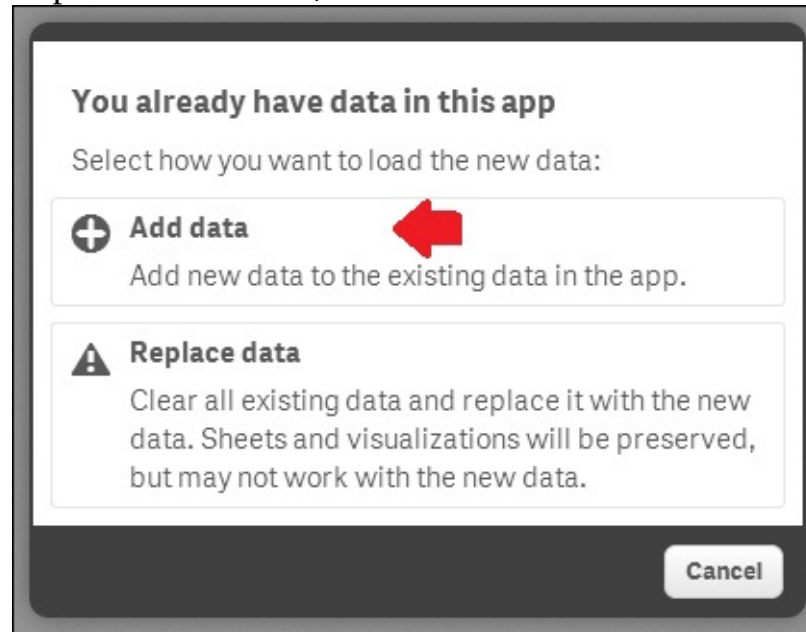 You already have data in this app
Select how you want to load the new data:
Add data
Add new data to the existing data in the app.
Replace data
Clear all existing data and replace it with the new
data. Sheets and visualizations will be preserved,
but may not work with the new data.
Cancel